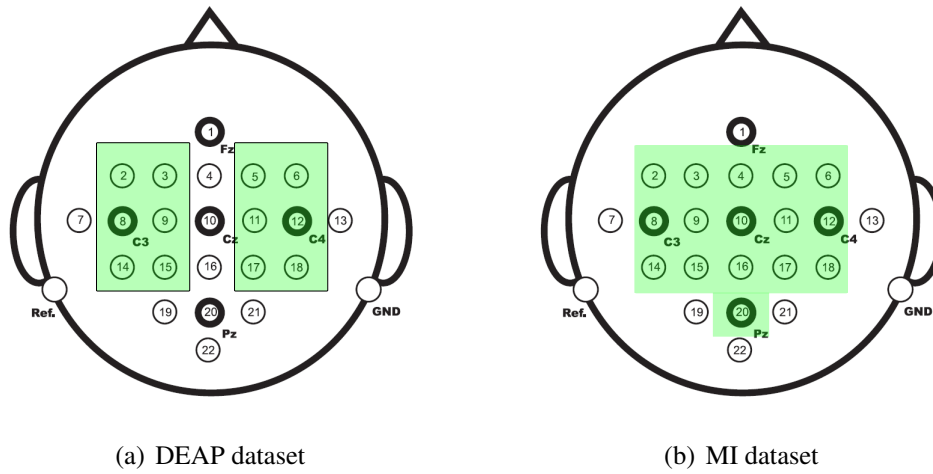 1
Fz
2 3 4 5 6
7 8 9 10 11 12 13
C3 Cz C4
14 15 16 17 18
Ref. GND
19 20 21
Pz
22
(a) DEAP dataset
1
Fz
2 3 4 5 6
7 8 9 10 11 12 13
C3 Cz C4
14 15 16 17 18
Ref. GND
19 20 21
Pz
22
(b) MI dataset